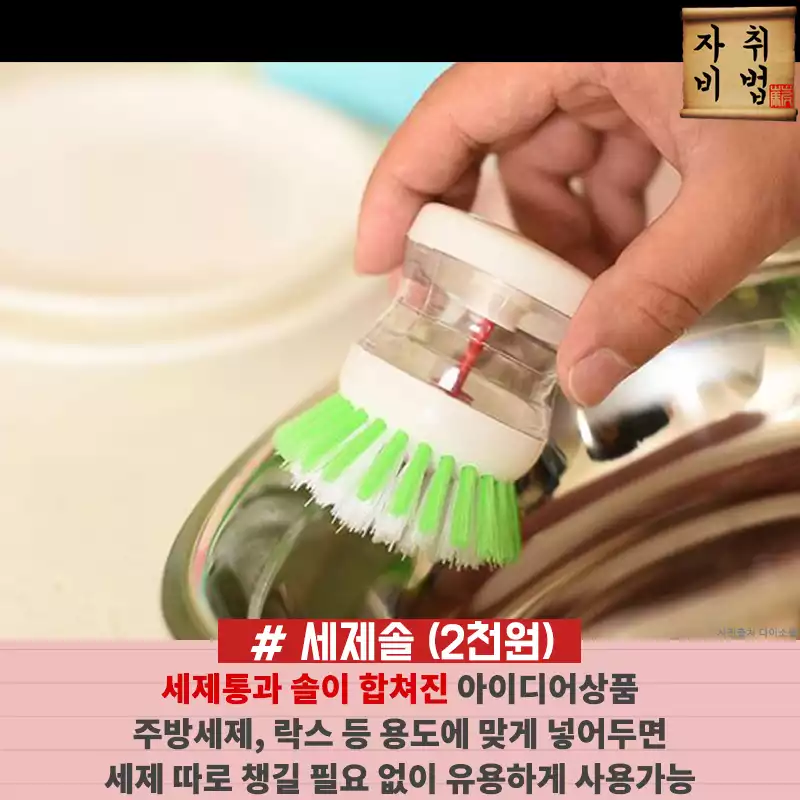 자취
비법
# 세제솔 (2천원)
세제통과 솔이 합쳐진 아이디어상품
주방세제, 락스 등 용도에 맞게 넣어두면
세제 따로 챙길 필요 없이 유용하게 사용가능